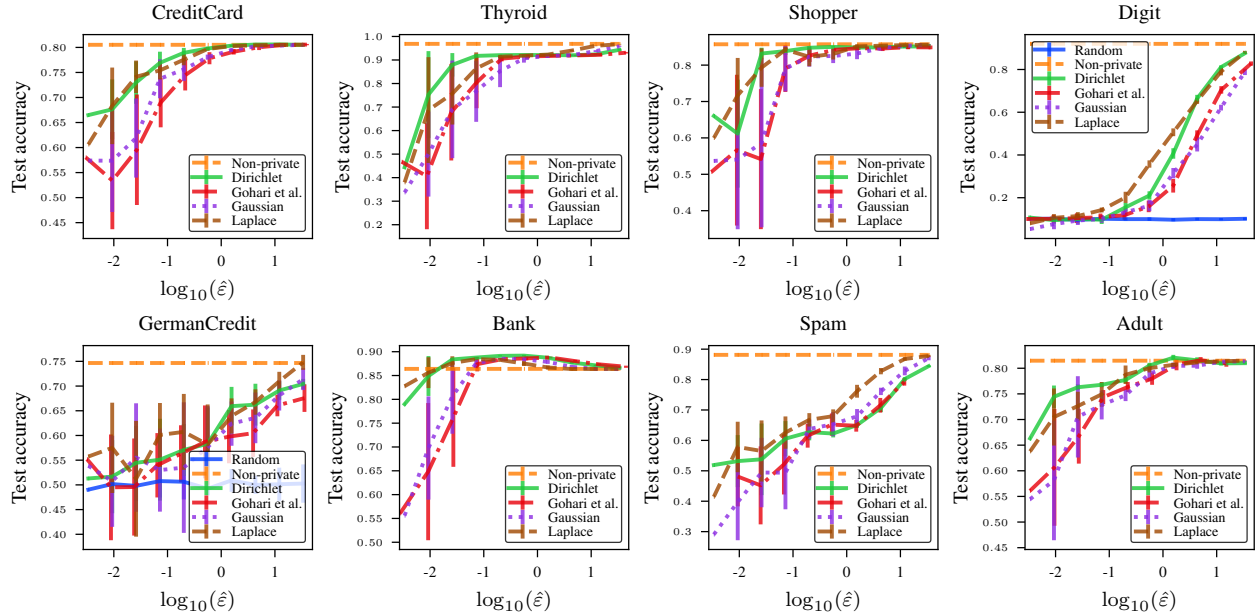 CreditCard
Test accuracy
0.80
0.75
0.70
0.65
0.60
0.55
0.50
0.45
Non-private
Dirichlet
Gohari et al.
Gaussian
Laplace
-2 -1 0 1
log10(ε̂)
Thyroid
Test accuracy
1.0
0.9
0.8
0.7
0.6
0.5
0.4
0.3
0.2
Non-private
Dirichlet
Gohari et al.
Gaussian
Laplace
-2 -1 0 1
log10(ε̂)
Shopper
Test accuracy
0.8
0.7
0.6
0.5
0.4
Non-private
Dirichlet
Gohari et al.
Gaussian
Laplace
-2 -1 0 1
log10(ε̂)
Digit
Test accuracy
0.8
0.6
0.4
0.2
Random
Non-private
Dirichlet
Gohari et al.
Gaussian
Laplace
-2 -1 0 1
log10(ε̂)
GermanCredit
Test accuracy
0.75
0.70
0.65
0.60
0.55
0.50
0.45
0.40
Random
Non-private
Dirichlet
Gohari et al.
Gaussian
Laplace
-2 -1 0 1
log10(ε̂)
Bank
Test accuracy
0.90
0.85
0.80
0.75
0.70
0.65
0.60
0.55
0.50
Non-private
Dirichlet
Gohari et al.
Gaussian
Laplace
-2 -1 0 1
log10(ε̂)
Spam
Test accuracy
0.9
0.8
0.7
0.6
0.5
0.4
0.3
Non-private
Dirichlet
Gohari et al.
Gaussian
Laplace
-2 -1 0 1
log10(ε̂)
Adult
Test accuracy
0.80
0.75
0.70
0.65
0.60
0.55
0.50
0.45
Non-private
Dirichlet
Gohari et al.
Gaussian
Laplace
-2 -1 0 1
log10(ε̂)